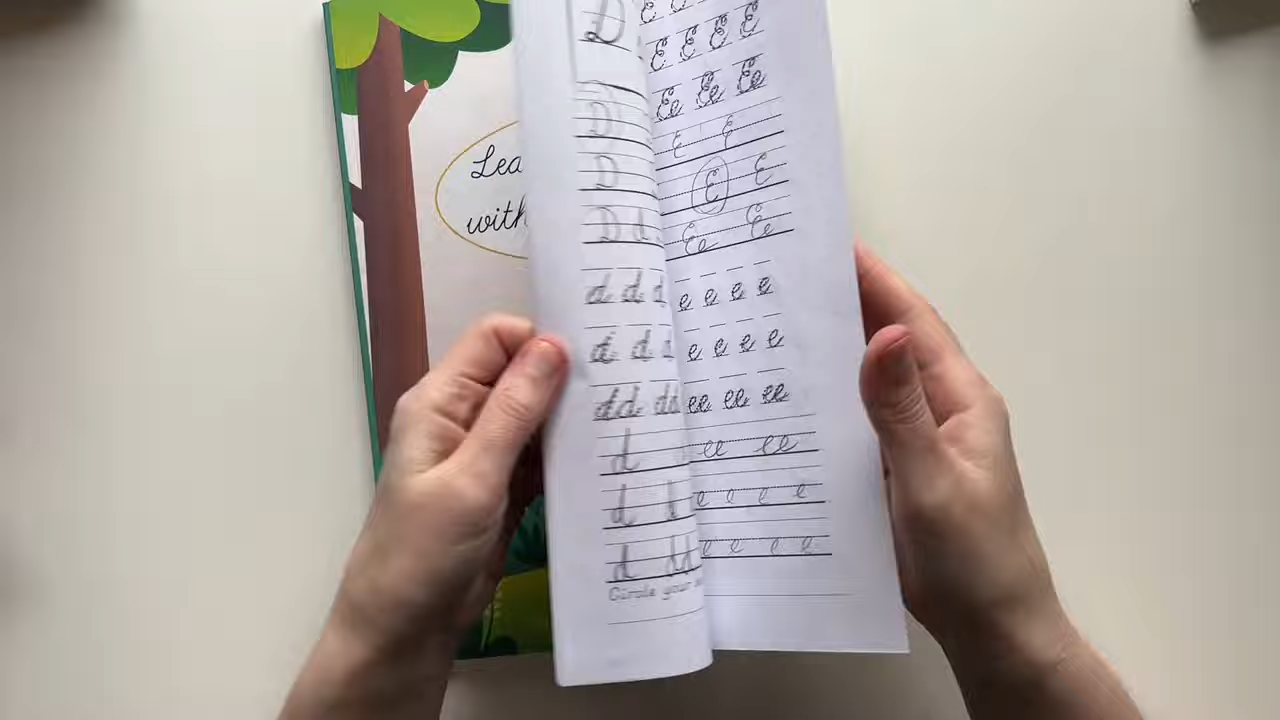 Lea
with
D
D
D
D d
d d d
d d d
dd dd
d
d d
d dd
Circle your
E E
E E E E
Ee Ee Ee
E E
E E
Ee Ee
e e e e
e e e e
ee ee ee
ee ee
e e e e
e e e e